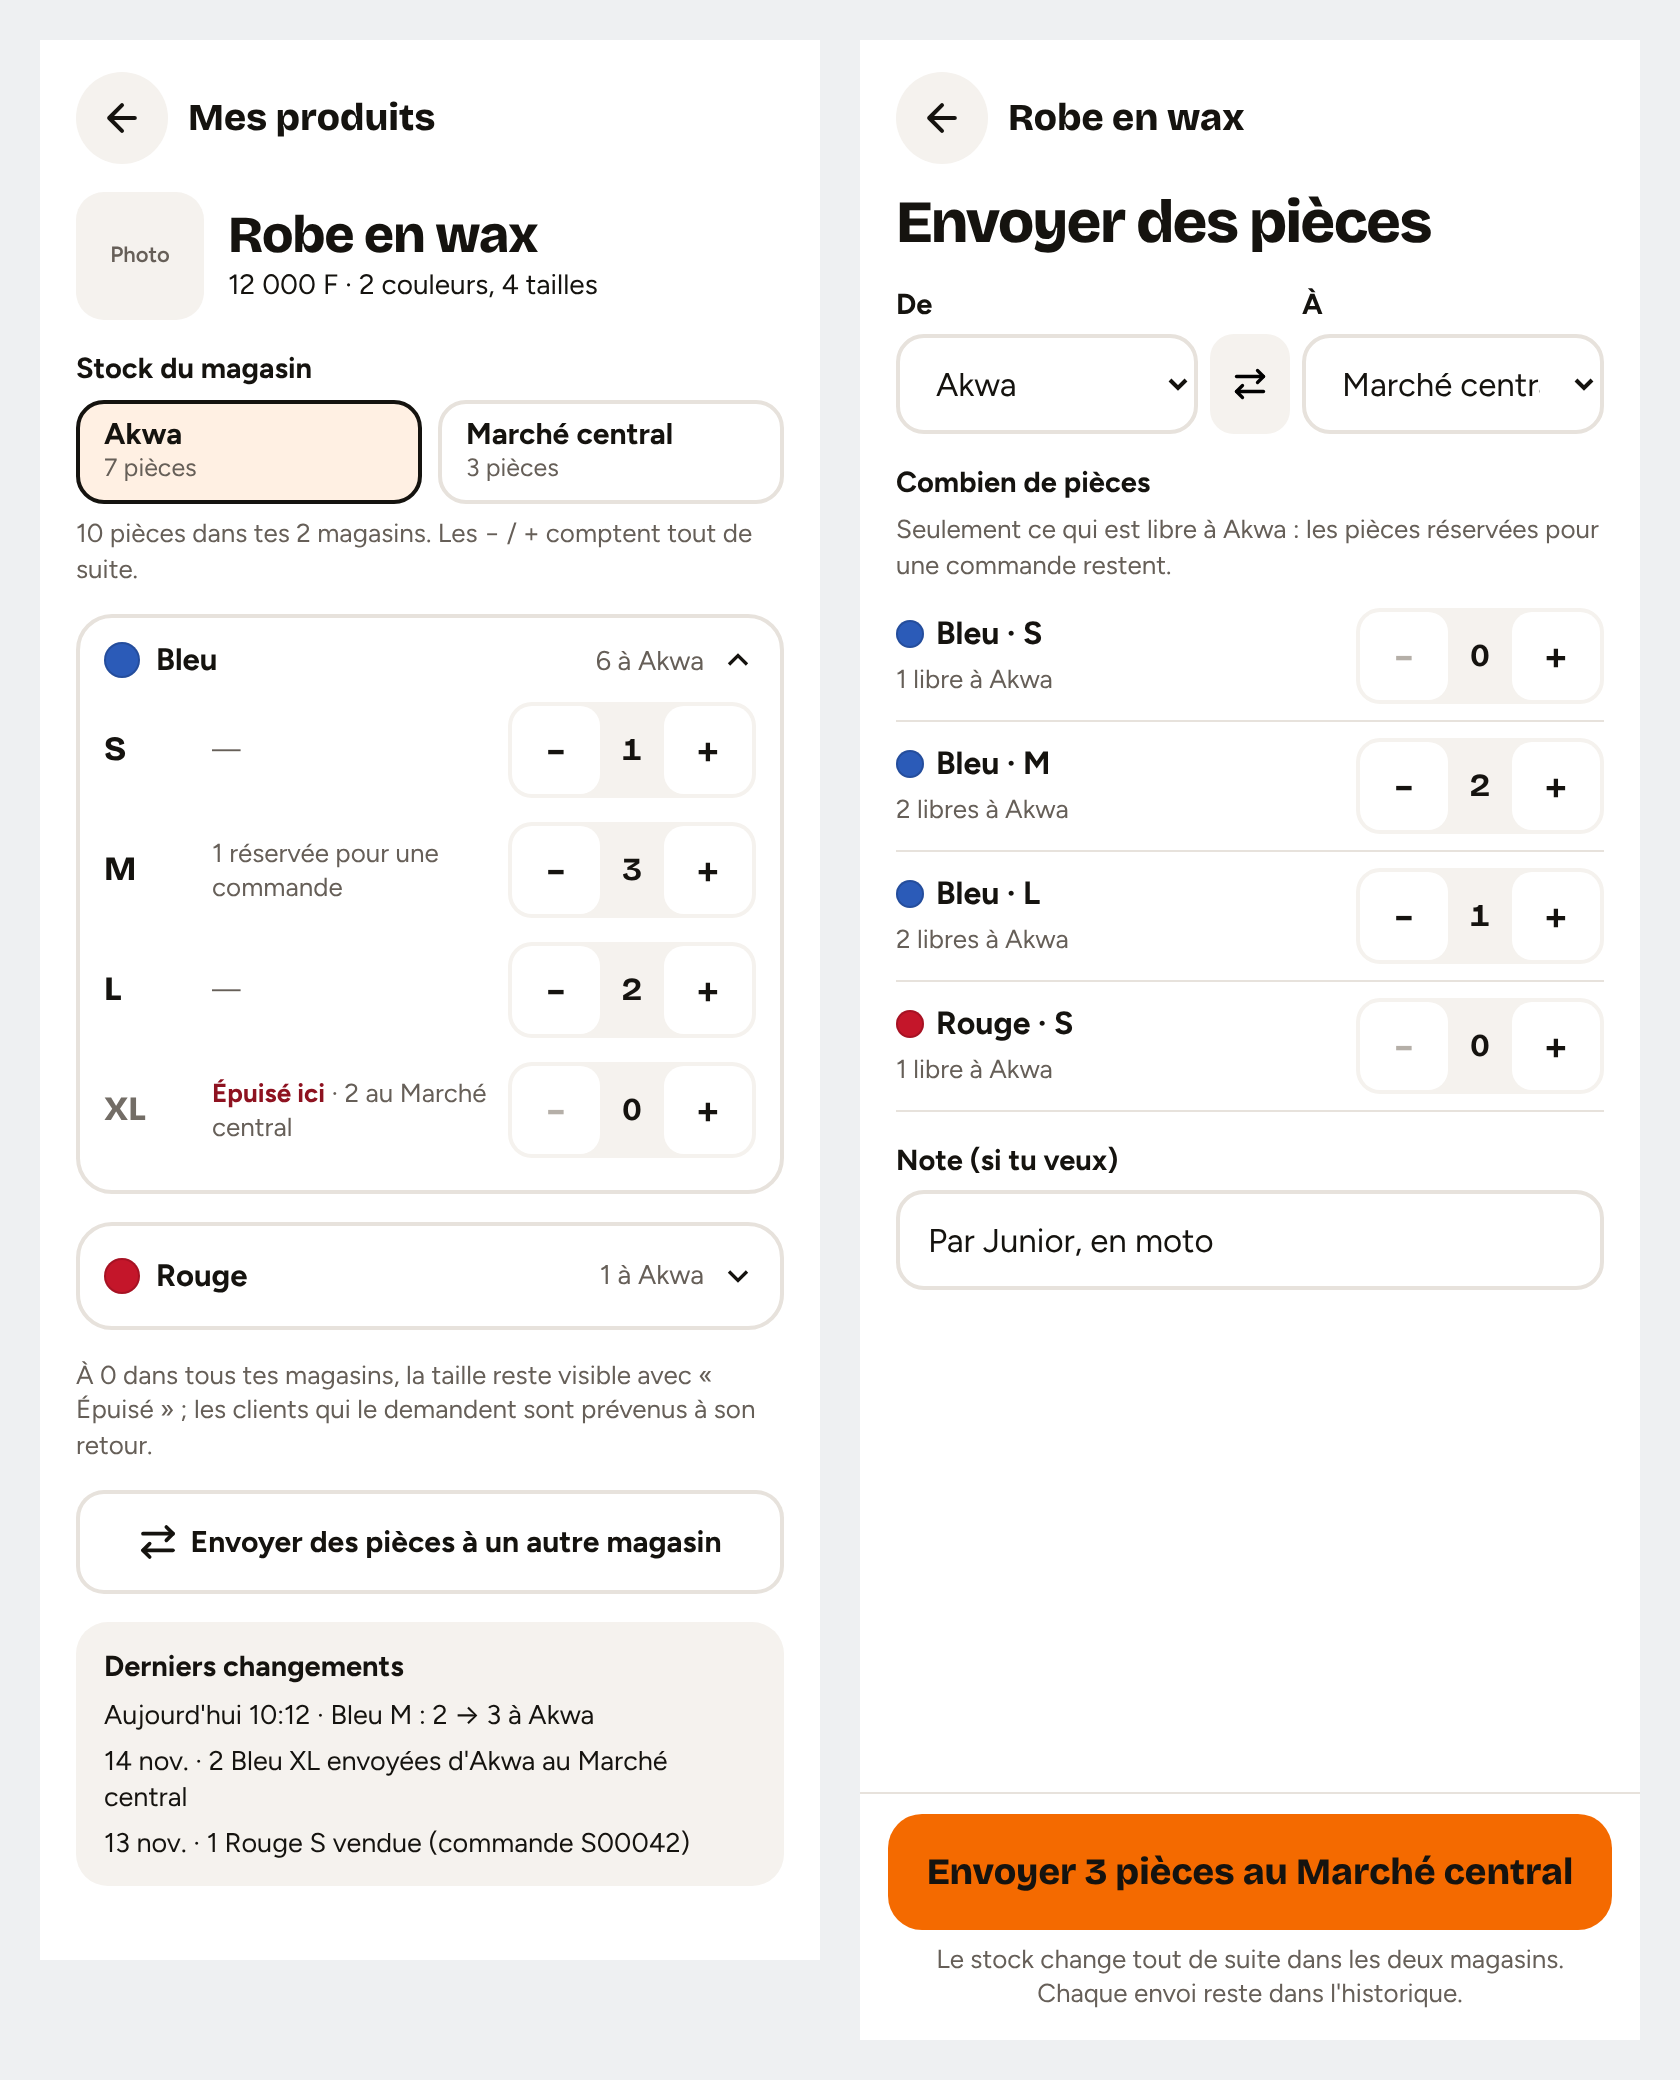 Mes produits
Photo
Robe en wax
12 000 F · 2 couleurs, 4 tailles
Stock du magasin
Akwa
7 pièces
Marché central
3 pièces
10 pièces dans tes 2 magasins. Les − / + comptent tout de
suite.
Bleu
6 à Akwa
S — − 1 +
M
1 réservée pour une
commande
− 3 +
L — − 2 +
XL
Épuisé ici · 2 au Marché
central
− 0 +
Rouge
1 à Akwa
À 0 dans tous tes magasins, la taille reste visible avec «
Épuisé » ; les clients qui le demandent sont prévenus à son
retour.
Envoyer des pièces à un autre magasin
Derniers changements
Aujourd'hui 10:12 · Bleu M : 2 → 3 à Akwa
14 nov. · 2 Bleu XL envoyées d'Akwa au Marché
central
13 nov. · 1 Rouge S vendue (commande S00042)
Robe en wax
Envoyer des pièces
De
À
Akwa
Marché centr
Combien de pièces
Seulement ce qui est libre à Akwa : les pièces réservées pour
une commande restent.
Bleu · S
1 libre à Akwa
− 0 +
Bleu · M
2 libres à Akwa
− 2 +
Bleu · L
2 libres à Akwa
− 1 +
Rouge · S
1 libre à Akwa
− 0 +
Note (si tu veux)
Par Junior, en moto
Envoyer 3 pièces au Marché central
Le stock change tout de suite dans les deux magasins.
Chaque envoi reste dans l'historique.